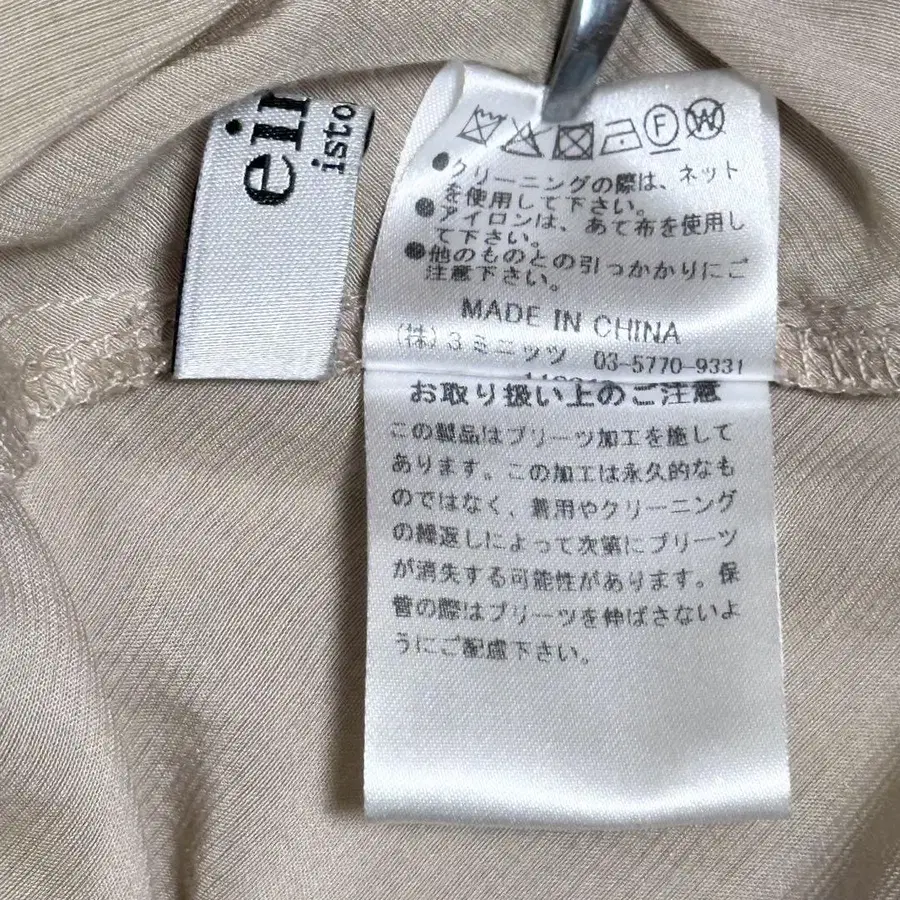 eir
isto
F
W
●クリーニングの際は、ネット
を使用して下さい。
●アイロンは、あて布を使用し
て下さい。
●他のものとの引っかかりにご
注意下さい。
MADE IN CHINA
(株)3ミニッツ 03-5770-9331
お取り扱い上のご注意
この製品はプリーツ加工を施して
あります。この加工は永久的なも
のではなく、着用やクリーニング
の繰返しによって次第にプリーツ
が消失する可能性があります。保
管の際はプリーツを伸ばさないよ
うにご配慮下さい。